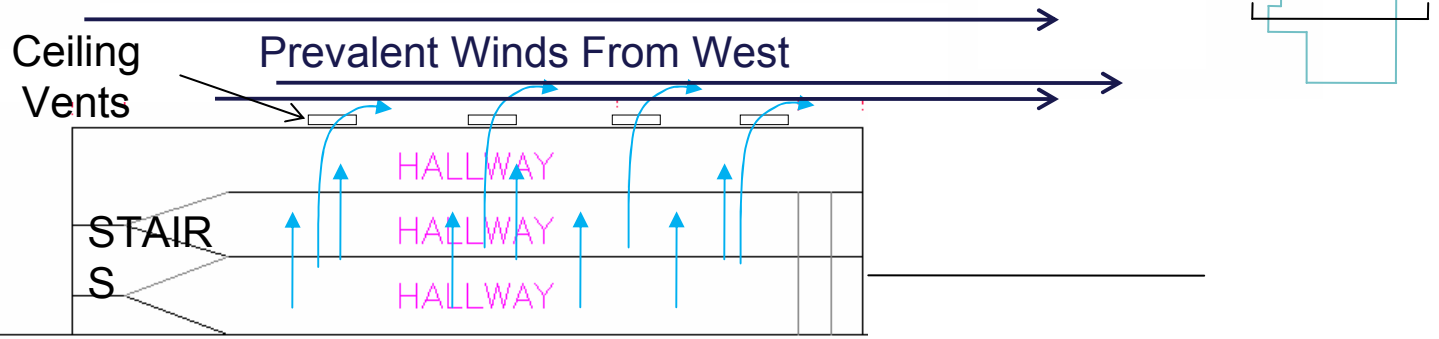 Ceiling
Vents
Prevalent Winds From West
HALLWAY
STAIR
S
HALLWAY
HALLWAY